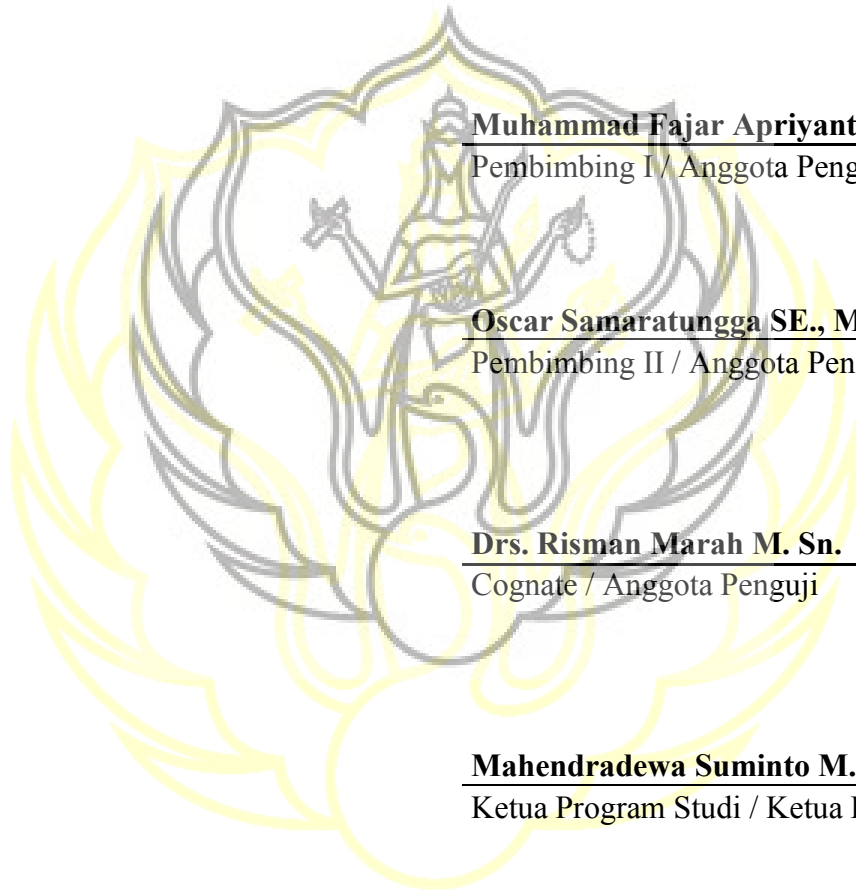 Muhammad Fajar Apriyant
Pembimbing I / Anggota Peng
Oscar Samaratungga SE., M
Pembimbing II / Anggota Pen
Drs. Risman Marah M. Sn.
Cognate / Anggota Penguji
Mahendradewa Suminto M.
Ketua Program Studi / Ketua